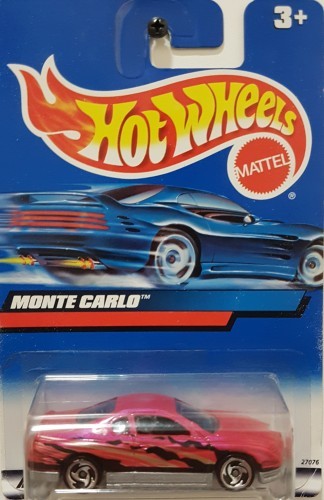 3+
HOT WHEELS
MATTEL
®
MONTE CARLO™
27076